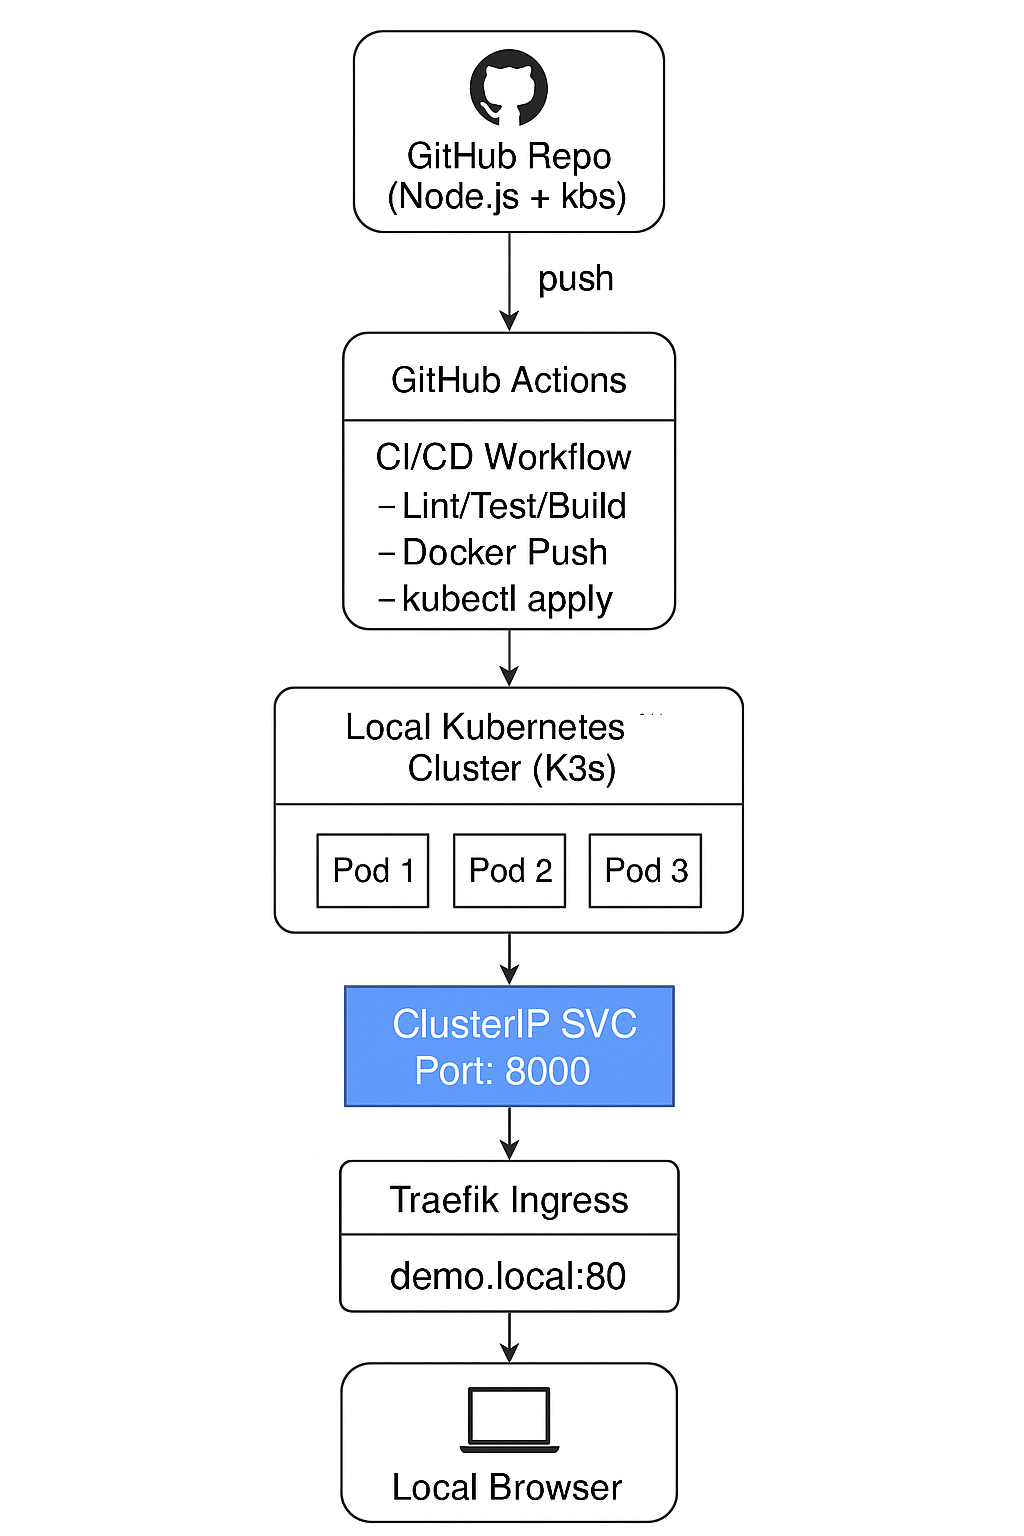 GitHub Repo
(Node.js + kbs)
push
GitHub Actions
CI/CD Workflow
– Lint/Test/Build
– Docker Push
– kubectl apply
Local Kubernetes
Cluster (K3s)
Pod 1
Pod 2
Pod 3
ClusterIP SVC
Port: 8000
Traefik Ingress
demo.local:80
Local Browser